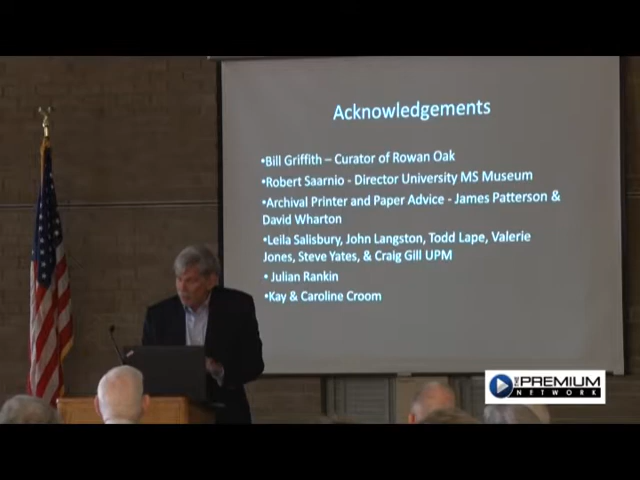 Acknowledgements
•Bill Griffith – Curator of Rowan Oak
•Robert Saarnio - Director University MS Museum
•Archival Printer and Paper Advice - James Patterson &
David Wharton
•Leila Salisbury, John Langston, Todd Lape, Valerie
Jones, Steve Yates, & Craig Gill UPM
• Julian Rankin
•Kay & Caroline Croom
THE PREMIUM
NETWORK